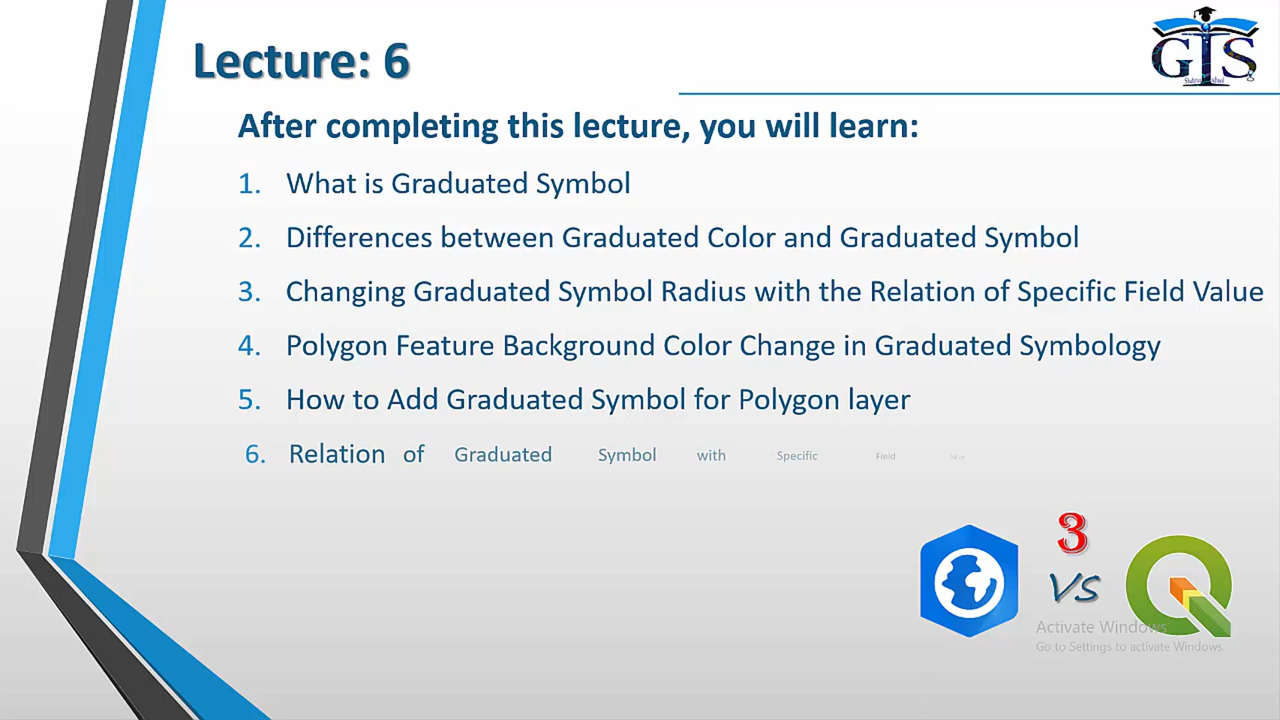 Lecture: 6
GIS
After completing this lecture, you will learn:
1. What is Graduated Symbol
2. Differences between Graduated Color and Graduated Symbol
3. Changing Graduated Symbol Radius with the Relation of Specific Field Value
4. Polygon Feature Background Color Change in Graduated Symbology
5. How to Add Graduated Symbol for Polygon layer
6. Relation of Graduated Symbol with Specific Field
3
VS
Activate Windows
Go to Settings to activate Windows.